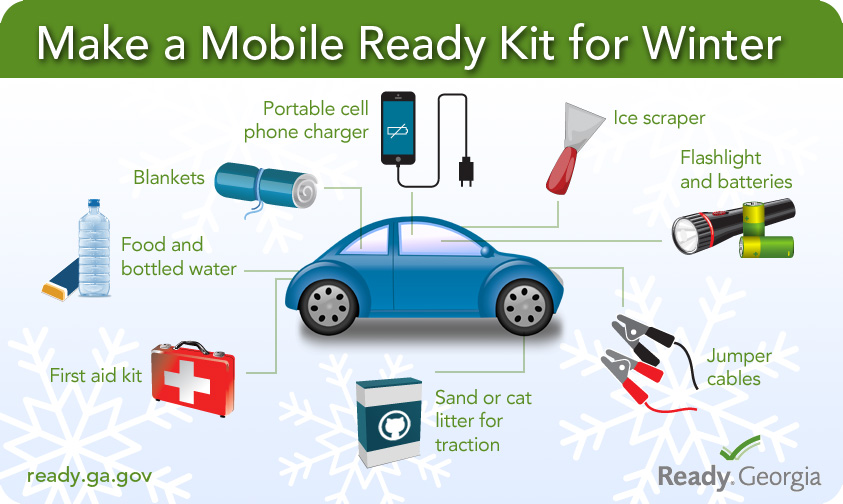 Make a Mobile Ready Kit for Winter
Portable cell
phone charger
Ice scraper
Blankets
Flashlight
and batteries
Food and
bottled water
First aid kit
Jumper
cables
Sand or cat
litter for
traction
ready.ga.gov
Ready.Georgia